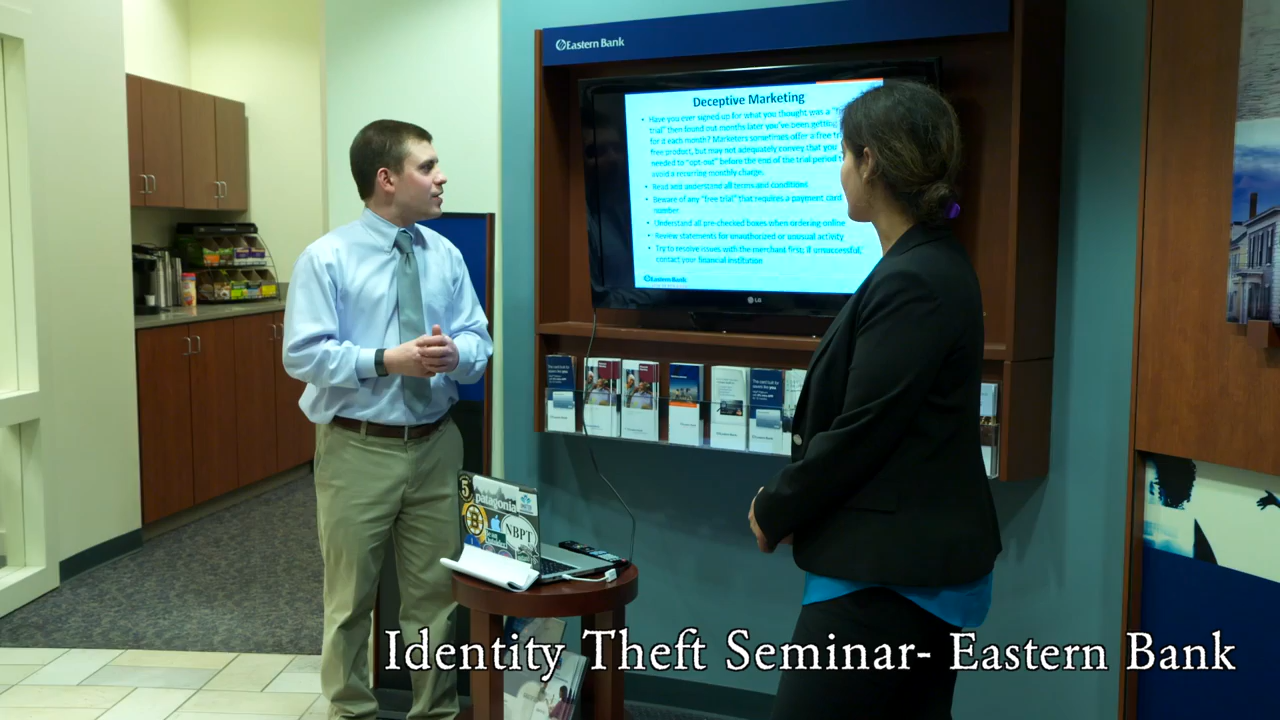 Eastern Bank
Deceptive Marketing
• Have you ever signed up for what you thought was a
trial" then found out months later you've been getting
for it each month? Marketers sometimes offer a free
free product, but may not adequately convey that you
needed to "opt-out" before the end of the trial period
avoid a recurring monthly charge.
• Read and understand all terms and conditions
• Beware of any "free trial" that requires a payment card
number.
• Understand all pre-checked boxes when ordering online
• Review statements for unauthorized or unusual activity
• Try to resolve issues with the merchant first, if unsuccessful,
contact your financial institution
Eastern Bank
LG
5
patagonia
B
NBPT
Identity Theft Seminar- Eastern Bank